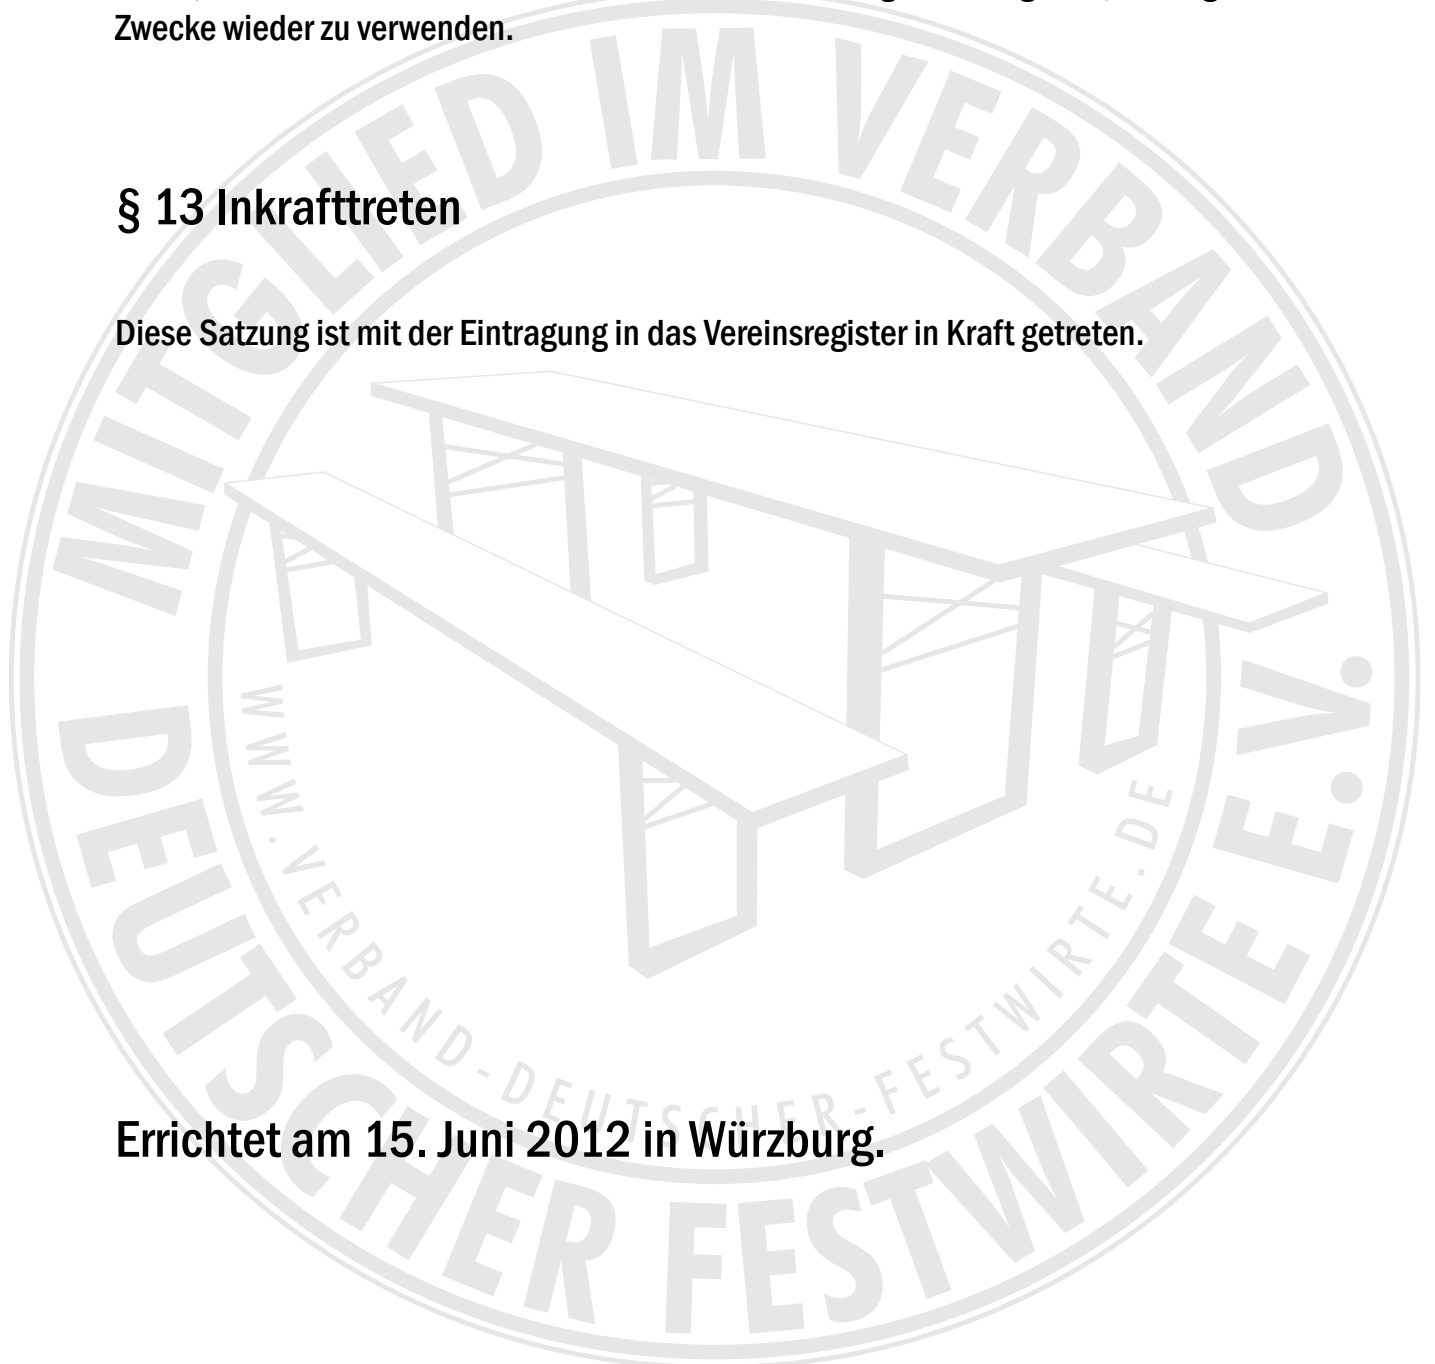 Zwecke wieder zu verwenden.
§ 13 Inkrafttreten
Diese Satzung ist mit der Eintragung in das Vereinsregister in Kraft getreten.
Errichtet am 15. Juni 2012 in Würzburg.
MITGLIED IM VERBAND
DEUTSCHER FESTWIRTE E.V.
WWW.VERBAND-DEUTSCHER-FESTWIRTE.DE